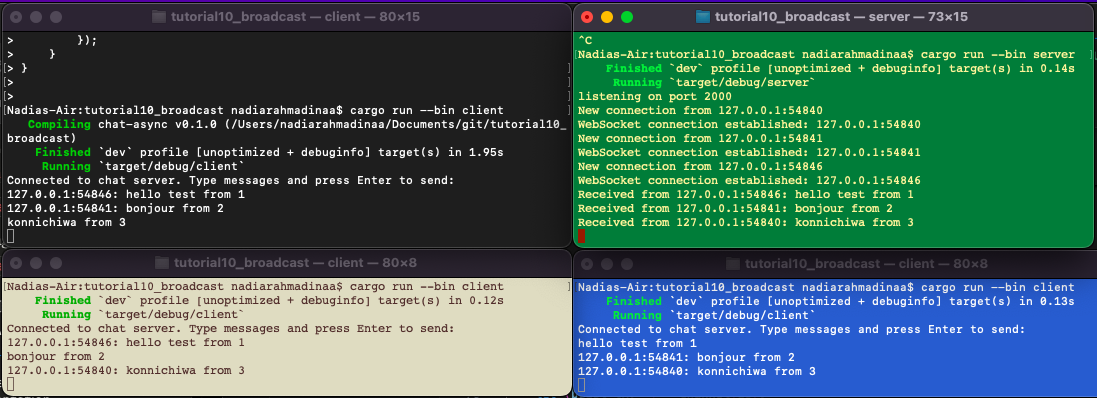 tutorial10_broadcast — client — 80×15
>         });
>     }
[> }
[>
[>
[Nadias-Air:tutorial10_broadcast nadiarahmadinaa$ cargo run --bin client
   Compiling chat-async v0.1.0 (/Users/nadiarahmadinaa/Documents/git/tutorial10_
broadcast)
    Finished `dev` profile [unoptimized + debuginfo] target(s) in 1.95s
     Running `target/debug/client`
Connected to chat server. Type messages and press Enter to send:
127.0.0.1:54846: hello test from 1
127.0.0.1:54841: bonjour from 2
konnichiwa from 3
tutorial10_broadcast — server — 73×15
^C
[Nadias-Air:tutorial10_broadcast nadiarahmadinaa$ cargo run --bin server
    Finished `dev` profile [unoptimized + debuginfo] target(s) in 0.14s
     Running `target/debug/server`
listening on port 2000
New connection from 127.0.0.1:54840
WebSocket connection established: 127.0.0.1:54840
New connection from 127.0.0.1:54841
WebSocket connection established: 127.0.0.1:54841
New connection from 127.0.0.1:54846
WebSocket connection established: 127.0.0.1:54846
Received from 127.0.0.1:54846: hello test from 1
Received from 127.0.0.1:54841: bonjour from 2
Received from 127.0.0.1:54840: konnichiwa from 3
tutorial10_broadcast — client — 80×8
[Nadias-Air:tutorial10_broadcast nadiarahmadinaa$ cargo run --bin client
    Finished `dev` profile [unoptimized + debuginfo] target(s) in 0.12s
     Running `target/debug/client`
Connected to chat server. Type messages and press Enter to send:
127.0.0.1:54846: hello test from 1
bonjour from 2
127.0.0.1:54840: konnichiwa from 3
tutorial10_broadcast — client — 80×8
[Nadias-Air:tutorial10_broadcast nadiarahmadinaa$ cargo run --bin client
    Finished `dev` profile [unoptimized + debuginfo] target(s) in 0.13s
     Running `target/debug/client`
Connected to chat server. Type messages and press Enter to send:
hello test from 1
127.0.0.1:54841: bonjour from 2
127.0.0.1:54840: konnichiwa from 3